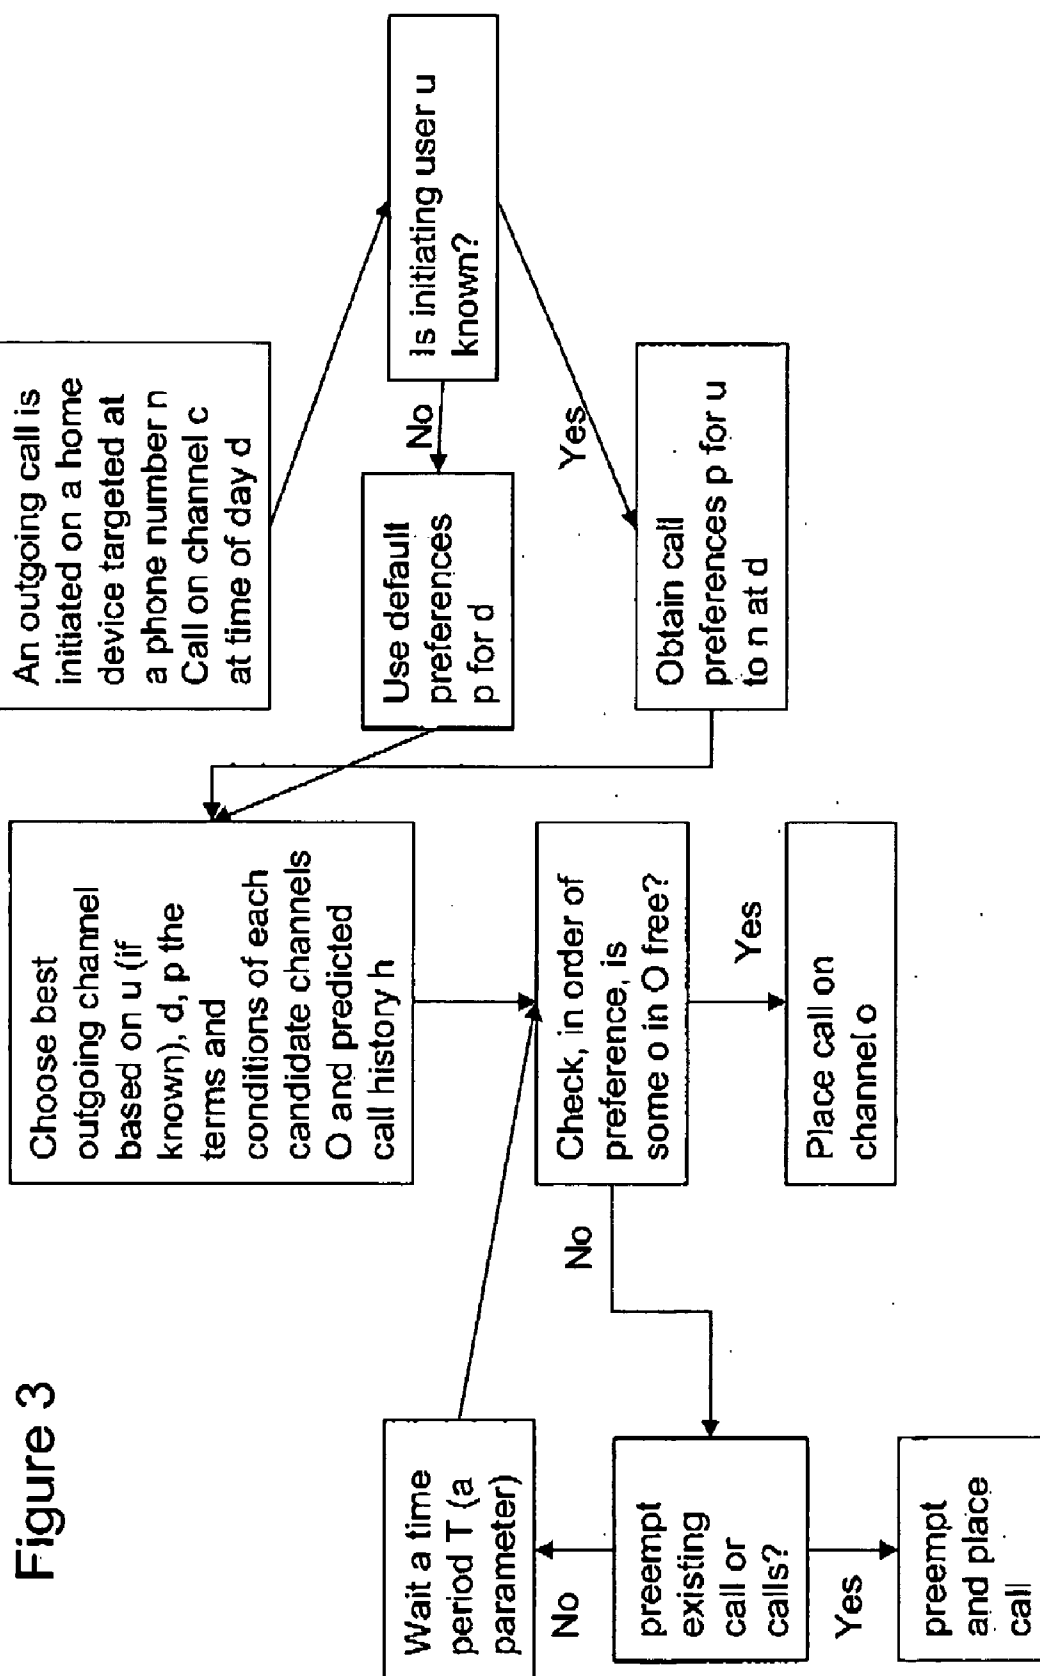 Figure 3
An outgoing call is
initiated on a home
device targeted at
a phone number n
Call on channel c
at time of day d
Is initiating user u
known?
No
Yes
Use default
preferences
p for d
Obtain call
preferences p for u
to n at d
Choose best
outgoing channel
based on u (if
known), d, p the
terms and
conditions of each
candidate channels
O and predicted
call history h
Check, in order of
preference, is
some o in O free?
Yes
No
Place call on
channel o
Wait a time
period T (a
parameter)
No
preempt
existing
call or
calls?
Yes
preempt
and place
call